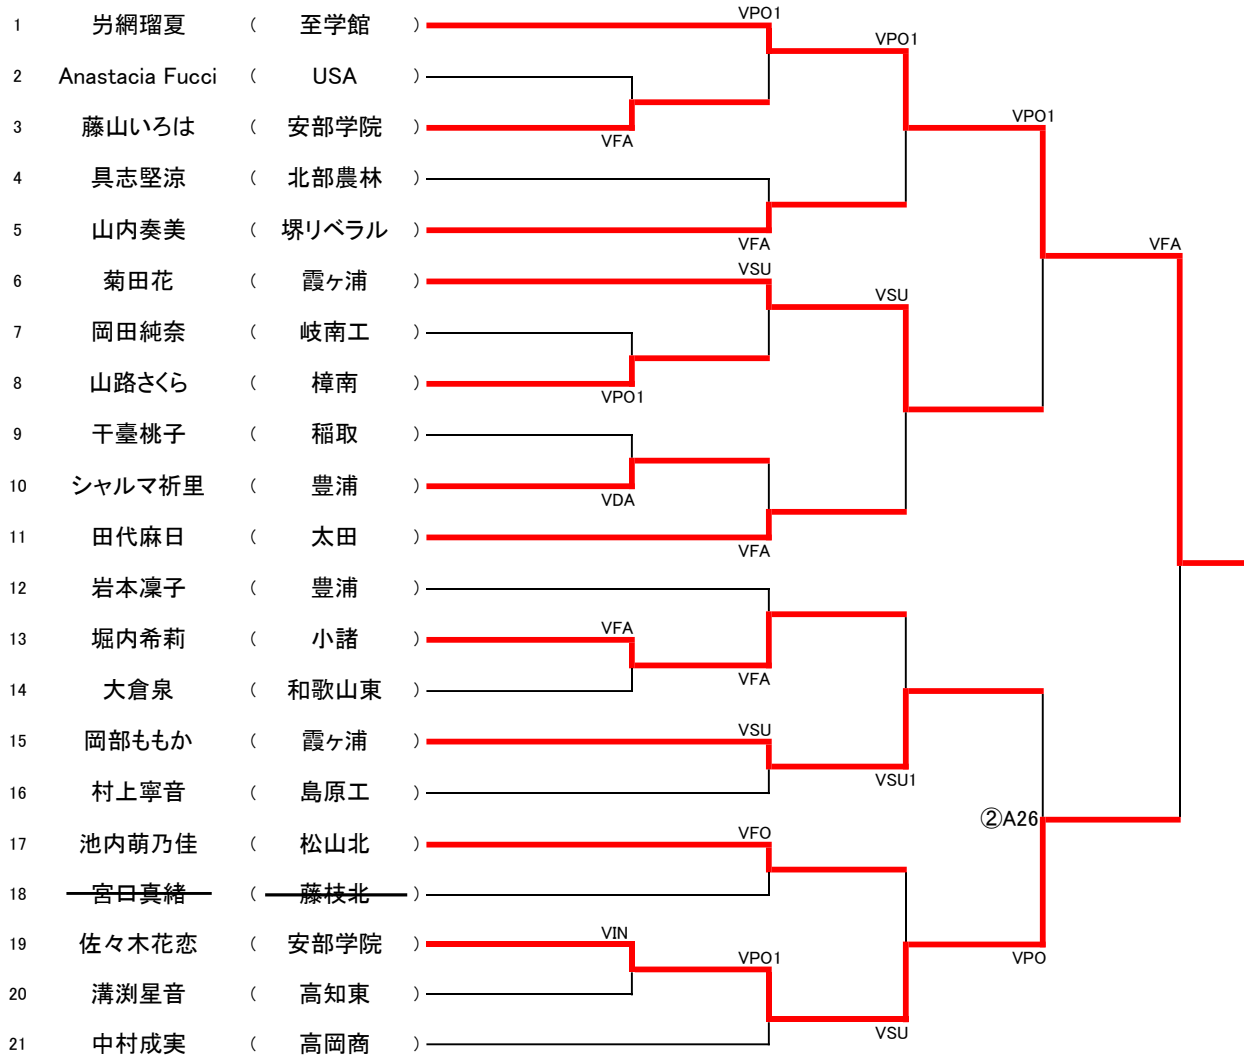 1 屶網瑠夏 ( 至学館 ) VPO1
VPO1
2 Anastacia Fucci ( USA )
VPO1
3 藤山いろは ( 安部学院 ) VFA
4 具志堅涼 ( 北部農林 )
5 山内奏美 ( 堺リベラル ) VFA VFA
6 菊田花 ( 霞ヶ浦 ) VSU
VSU
7 岡田純奈 ( 岐南工 )
8 山路さくら ( 樟南 ) VPO1
9 干臺桃子 ( 稲取 )
10 シャルマ祈里 ( 豊浦 ) VDA
11 田代麻日 ( 太田 ) VFA
12 岩本凜子 ( 豊浦 )
13 堀内希莉 ( 小諸 ) VFA
VFA
14 大倉泉 ( 和歌山東 )
15 岡部ももか ( 霞ヶ浦 ) VSU
VSU1
16 村上寧音 ( 島原工 )
②A26
17 池内萌乃佳 ( 松山北 ) VFO
18 宮口真緒 ( 藤枝北 )
19 佐々木花恋 ( 安部学院 ) VIN
VPO1 VPO
20 溝渕星音 ( 高知東 )
VSU
21 中村成実 ( 高岡商 )